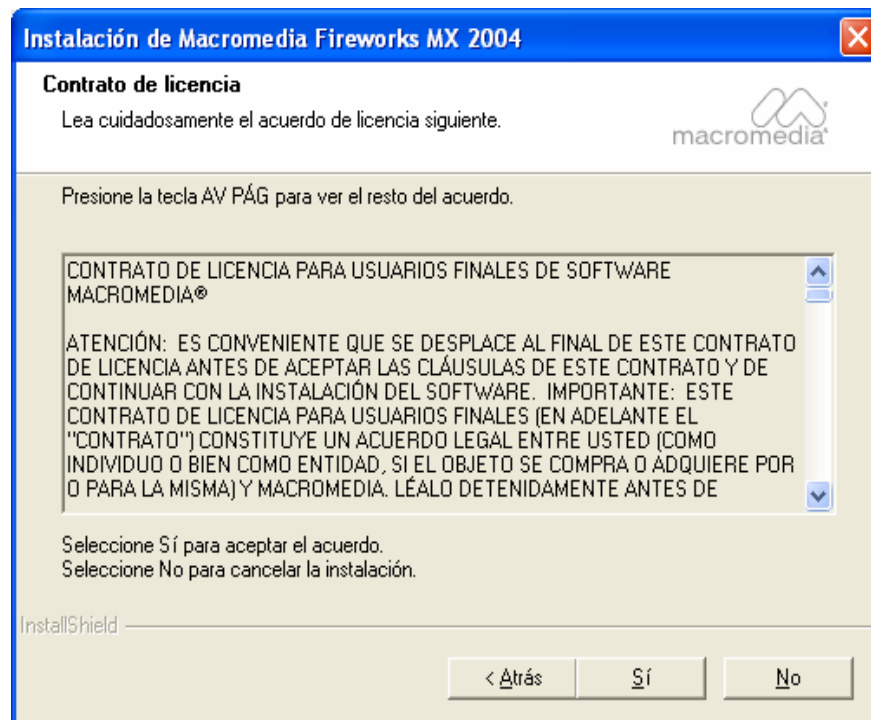 Instalación de Macromedia Fireworks MX 2004
Contrato de licencia
Lea cuidadosamente el acuerdo de licencia siguiente.
macromedia
Presione la tecla AV PÁG para ver el resto del acuerdo.
CONTRATO DE LICENCIA PARA USUARIOS FINALES DE SOFTWARE
MACROMEDIA®
ATENCIÓN:  ES CONVENIENTE QUE SE DESPLACE AL FINAL DE ESTE CONTRATO
DE LICENCIA ANTES DE ACEPTAR LAS CLÁUSULAS DE ESTE CONTRATO Y DE
CONTINUAR CON LA INSTALACIÓN DEL SOFTWARE.  IMPORTANTE:  ESTE
CONTRATO DE LICENCIA PARA USUARIOS FINALES (EN ADELANTE EL
"CONTRATO") CONSTITUYE UN ACUERDO LEGAL ENTRE USTED (COMO
INDIVIDUO O BIEN COMO ENTIDAD, SI EL OBJETO SE COMPRA O ADQUIERE POR
O PARA LA MISMA) Y MACROMEDIA. LÉALO DETENIDAMENTE ANTES DE
Seleccione Sí para aceptar el acuerdo.
Seleccione No para cancelar la instalación.
InstallShield
< Atrás
Sí
No